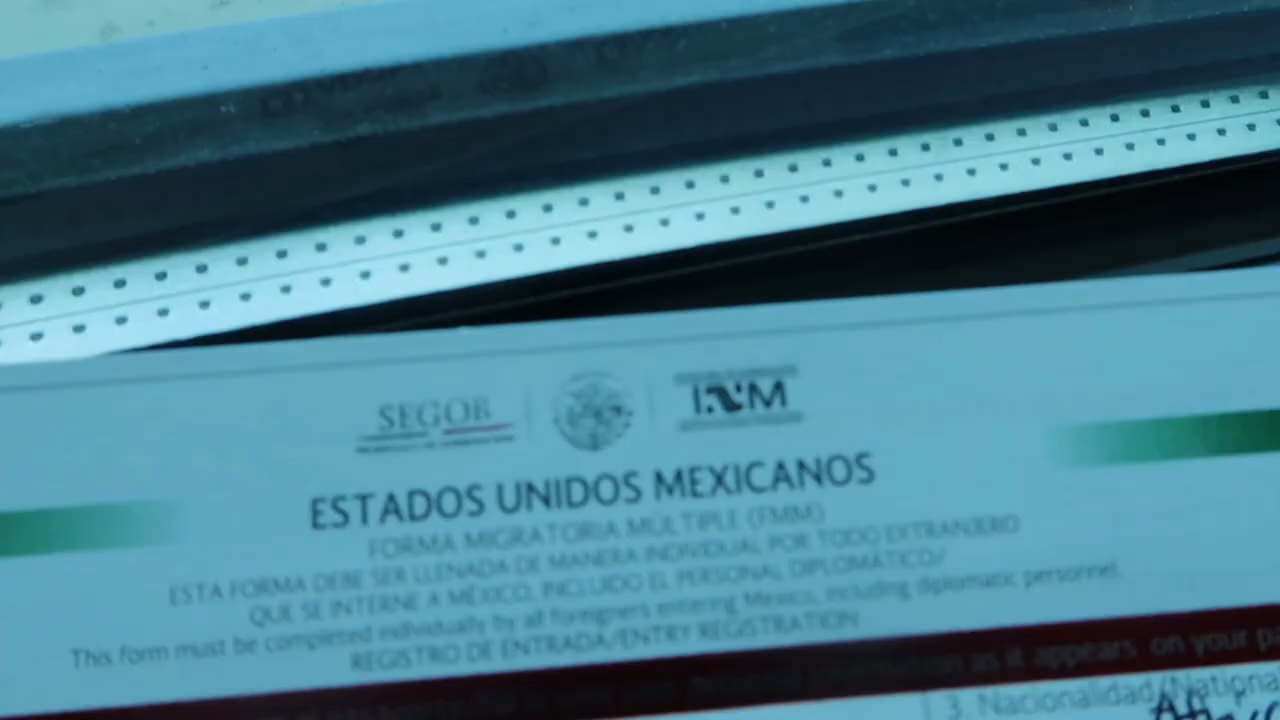 SEGOB
INM
ESTADOS UNIDOS MEXICANOS
FORMA MIGRATORIA MÚLTIPLE (FMM)
ESTA FORMA DEBE SER LLENADA DE MANERA INDIVIDUAL POR TODO EXTRANJERO
QUE SE INTERNE A MÉXICO, INCLUIDO EL PERSONAL DIPLOMÁTICO/
This form must be completed individually by all foreigners entering Mexico, including diplomatic personnel.
REGISTRO DE ENTRADA/ENTRY REGISTRATION
information as it appears on your
3. Nacionalidad/National